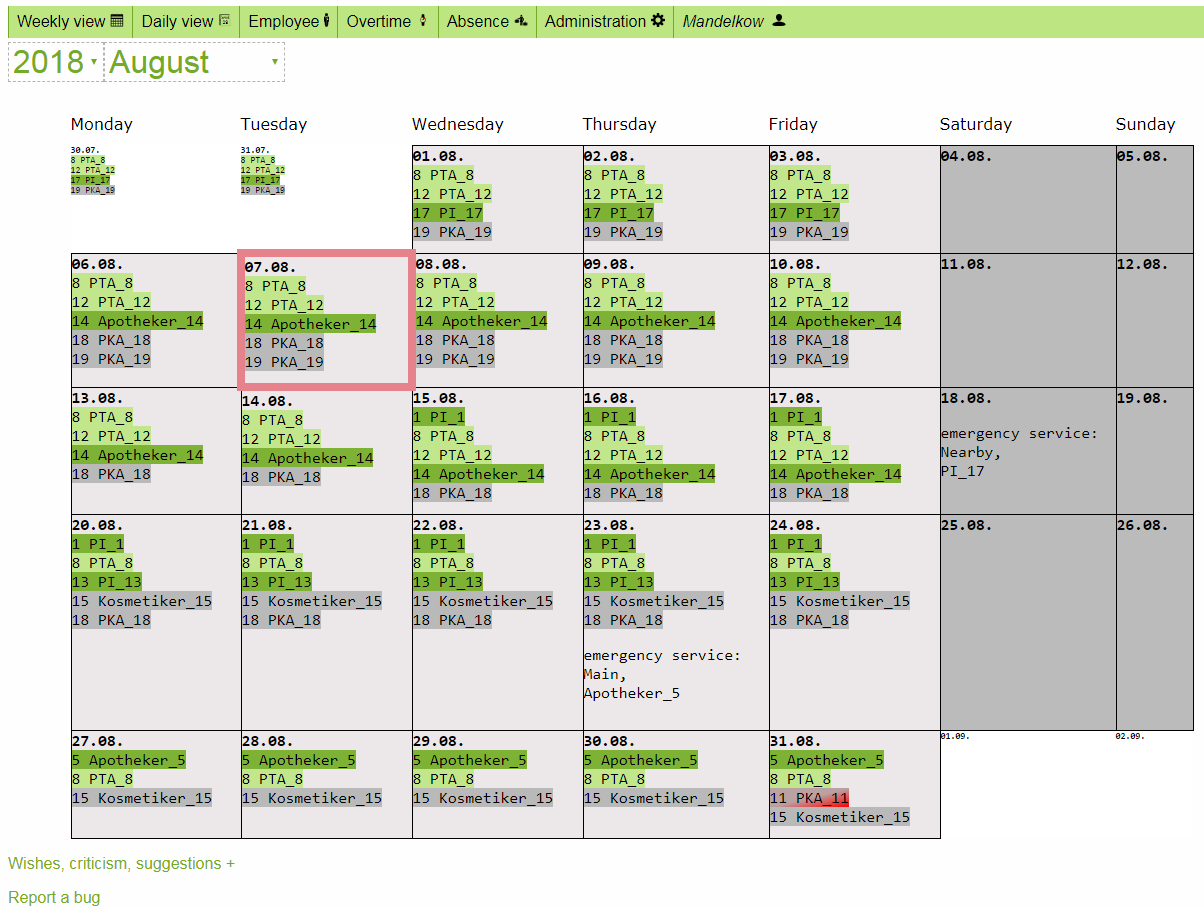 Weekly view Daily view Employee Overtime Absence Administration Mandelkow
2018 August
Monday Tuesday Wednesday Thursday Friday Saturday Sunday
30.07.
8 PTA_8
12 PTA_12
17 PI_17
19 PKA_19
31.07.
8 PTA_8
12 PTA_12
17 PI_17
19 PKA_19
01.08.
8 PTA_8
12 PTA_12
17 PI_17
19 PKA_19
02.08.
8 PTA_8
12 PTA_12
17 PI_17
19 PKA_19
03.08.
8 PTA_8
12 PTA_12
17 PI_17
19 PKA_19
04.08.
05.08.
06.08.
8 PTA_8
12 PTA_12
14 Apotheker_14
18 PKA_18
19 PKA_19
07.08.
8 PTA_8
12 PTA_12
14 Apotheker_14
18 PKA_18
19 PKA_19
08.08.
8 PTA_8
12 PTA_12
14 Apotheker_14
18 PKA_18
19 PKA_19
09.08.
8 PTA_8
12 PTA_12
14 Apotheker_14
18 PKA_18
19 PKA_19
10.08.
8 PTA_8
12 PTA_12
14 Apotheker_14
18 PKA_18
19 PKA_19
11.08.
12.08.
13.08.
8 PTA_8
12 PTA_12
14 Apotheker_14
18 PKA_18
14.08.
8 PTA_8
12 PTA_12
14 Apotheker_14
18 PKA_18
15.08.
1 PI_1
8 PTA_8
12 PTA_12
14 Apotheker_14
18 PKA_18
16.08.
1 PI_1
8 PTA_8
12 PTA_12
14 Apotheker_14
18 PKA_18
17.08.
1 PI_1
8 PTA_8
12 PTA_12
14 Apotheker_14
18 PKA_18
18.08.
emergency service:
Nearby,
PI_17
19.08.
20.08.
1 PI_1
8 PTA_8
13 PI_13
15 Kosmetiker_15
18 PKA_18
21.08.
1 PI_1
8 PTA_8
13 PI_13
15 Kosmetiker_15
18 PKA_18
22.08.
1 PI_1
8 PTA_8
13 PI_13
15 Kosmetiker_15
18 PKA_18
23.08.
1 PI_1
8 PTA_8
13 PI_13
15 Kosmetiker_15
18 PKA_18
emergency service:
Main,
Apotheker_5
24.08.
1 PI_1
8 PTA_8
13 PI_13
15 Kosmetiker_15
18 PKA_18
25.08.
26.08.
27.08.
5 Apotheker_5
8 PTA_8
15 Kosmetiker_15
28.08.
5 Apotheker_5
8 PTA_8
15 Kosmetiker_15
29.08.
5 Apotheker_5
8 PTA_8
15 Kosmetiker_15
30.08.
5 Apotheker_5
8 PTA_8
15 Kosmetiker_15
31.08.
5 Apotheker_5
8 PTA_8
11 PKA_11
15 Kosmetiker_15
01.09.
02.09.
Wishes, criticism, suggestions +
Report a bug